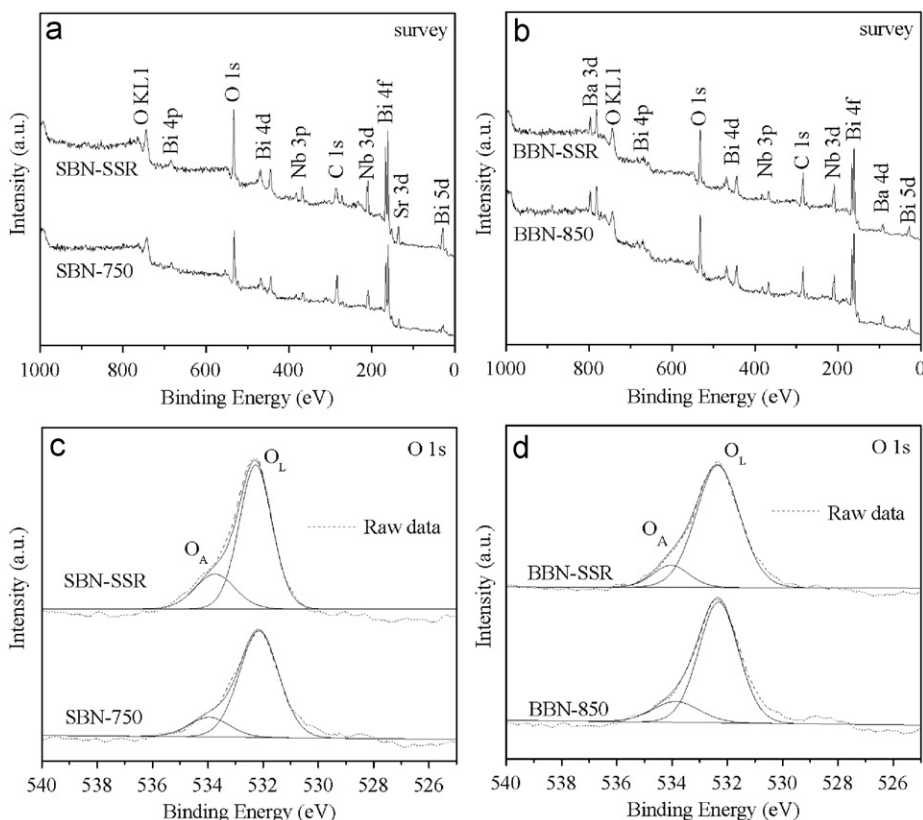 a
survey
O KL1
Bi 4p
O 1s
Bi 4d
Nb 3p
C 1s
Nb 3d
Bi 4f
Sr 3d
Bi 5d
SBN-SSR
SBN-750
Intensity (a.u.)
1000 800 600 400 200 0
Binding Energy (eV)
b
survey
Ba 3d
O KL1
Bi 4p
O 1s
Bi 4d
Nb 3p
C 1s
Nb 3d
Bi 4f
Ba 4d
Bi 5d
BBN-SSR
BBN-850
Intensity (a.u.)
1000 800 600 400 200 0
Binding Energy (eV)
c
O 1s
O_L
O_A
Raw data
SBN-SSR
SBN-750
Intensity (a.u.)
540 538 536 534 532 530 528 526
Binding Energy (eV)
d
O 1s
O_L
O_A
Raw data
BBN-SSR
BBN-850
Intensity (a.u.)
540 538 536 534 532 530 528 526
Binding Energy (eV)